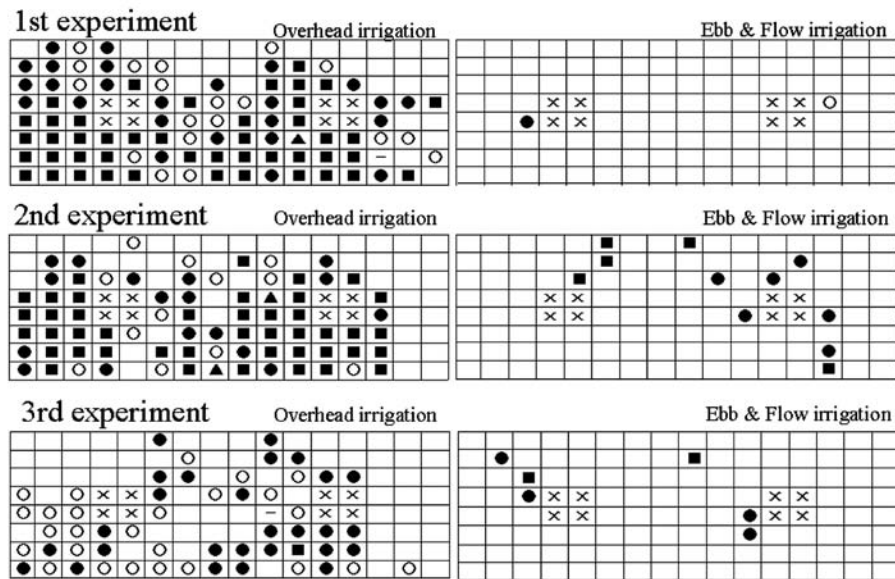 1st experiment Overhead irrigation Ebb & Flow irrigation
2nd experiment Overhead irrigation Ebb & Flow irrigation
3rd experiment Overhead irrigation Ebb & Flow irrigation